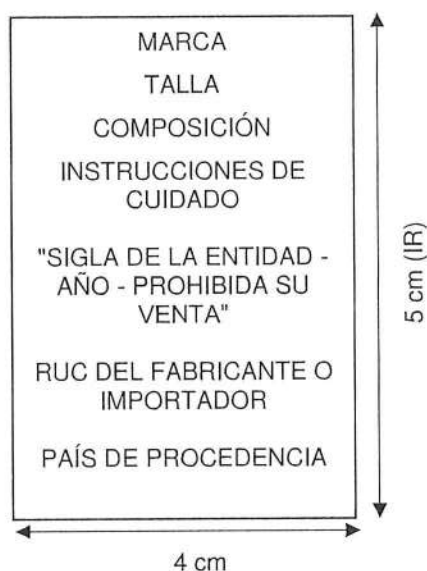 MARCA
TALLA
COMPOSICIÓN
INSTRUCCIONES DE
CUIDADO
"SIGLA DE LA ENTIDAD -
AÑO - PROHIBIDA SU
VENTA"
RUC DEL FABRICANTE O
IMPORTADOR
PAÍS DE PROCEDENCIA
5 cm (IR)
4 cm